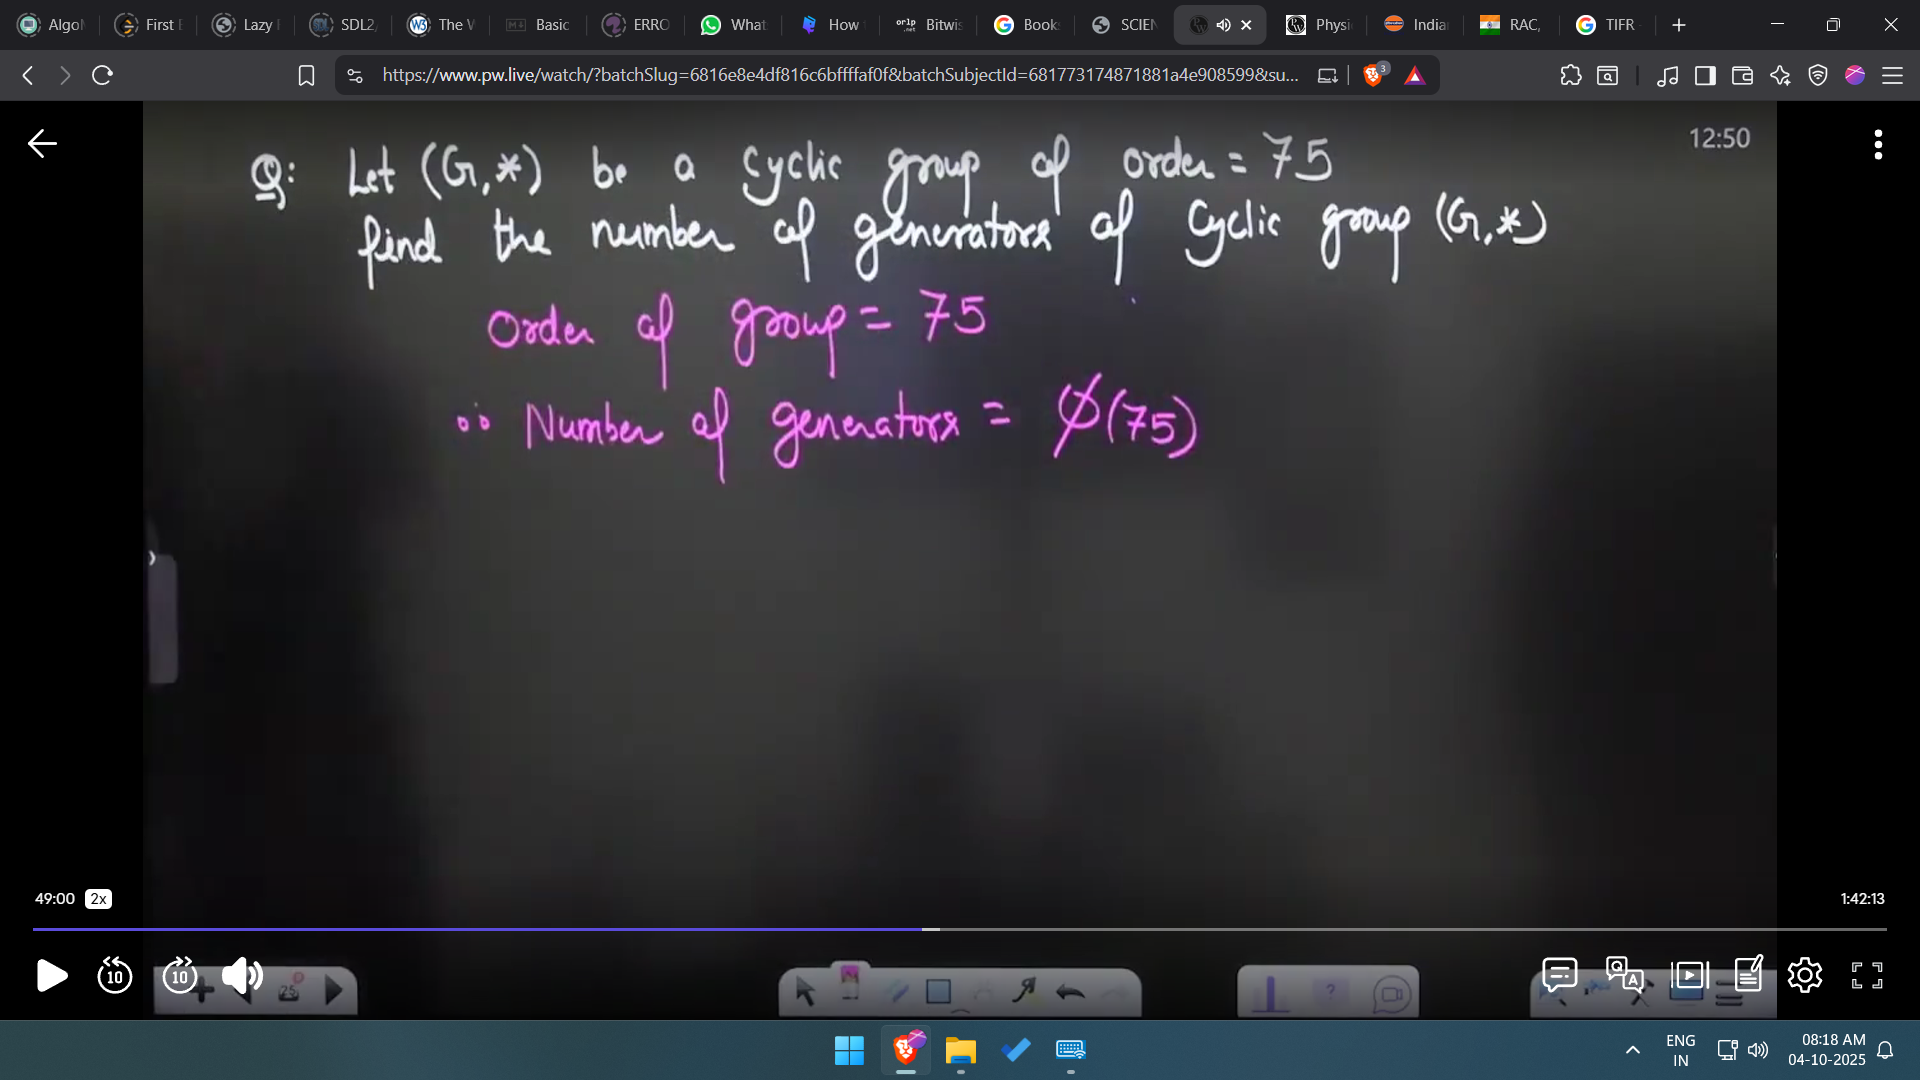 AlgoM
First E
Lazy
SDL2
The W
Basic
ERRO
What
How
Bitwis
Book
SCIEN
Physi
India
RAC,
TIFR
https://www.pw.live/watch/?batchSlug=6816e8e4df816c6bffffaf0f&batchSubjectId=681773174871881a4e908599&su...
3
12:50
Q: Let (G,*) be a cyclic group of order = 75
find the number of generators of cyclic group (G,*)
Order of group = 75
∴ Number of generators = ϕ(75)
49:00 2x
1:42:13
10
10
25
ENG
IN
08:18 AM
04-10-2025